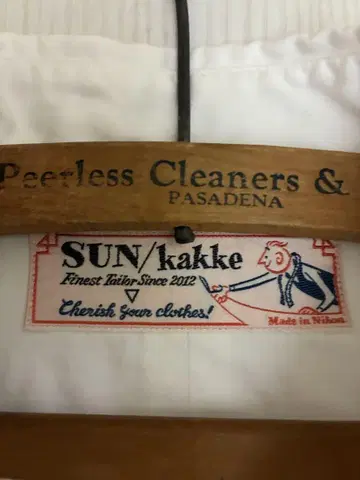 Peerless Cleaners &
PASADENA
SUN/kakke
Finest Tailor Since 2012
Cherish your clothes!
Made in Nihon